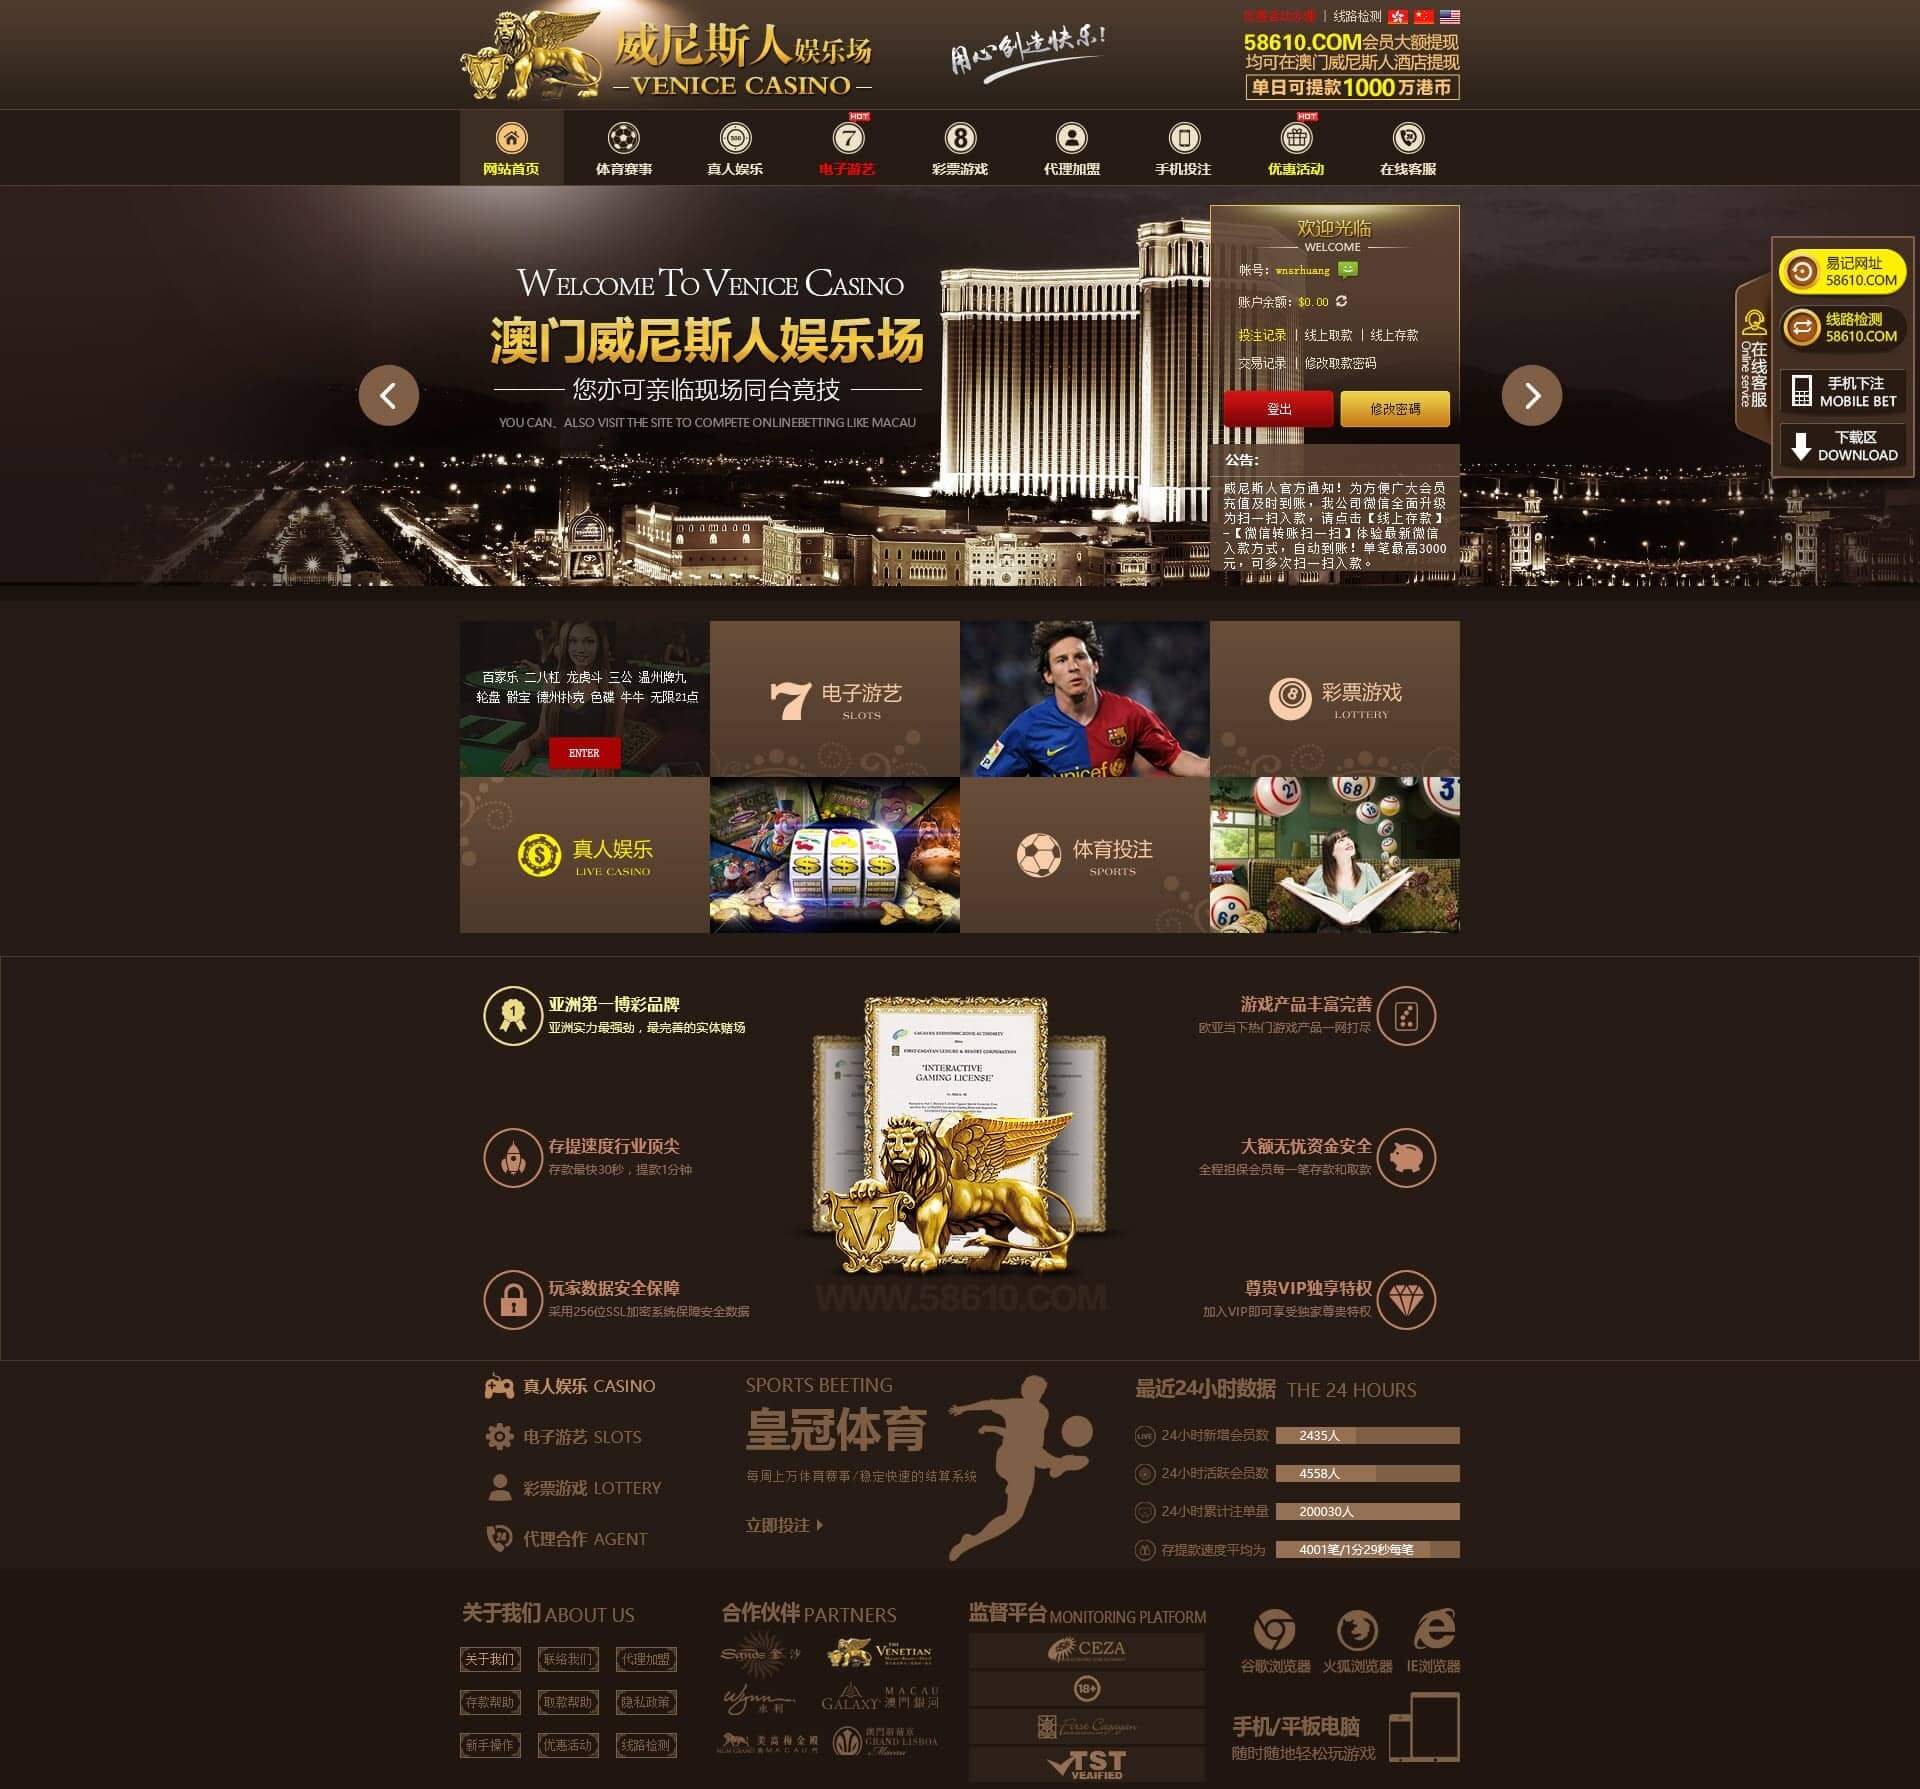 威尼斯人娱乐场
VENICE CASINO
用心创造快乐!
线路检测
58610.COM会员大额提现
均可在澳门威尼斯人酒店提现
单日可提款1000万港币
网站首页
体育赛事
真人娱乐
HOT
电子游艺
彩票游戏
代理加盟
手机投注
HOT
优惠活动
在线客服
WELCOME TO VENICE CASINO
澳门威尼斯人娱乐场
您亦可亲临现场同台竞技
YOU CAN、ALSO VISIT THE SITE TO COMPETE ONLINEBETTING LIKE MACAU
欢迎光临
WELCOME
帐号: wnsrhuang
账户余额: $0.00
投注记录 | 线上取款 | 线上存款
交易记录 | 修改取款密码
登出
修改密碼
公告:
威尼斯人官方通知！为方便广大会员
充值及时到账，我公司微信全面升级
为扫一扫入款，请点击【线上存款】
-【微信转账扫一扫】体验最新微信
入款方式，自动到账！单笔最高3000
元，可多次扫一扫入款。
在线客服
Online service
易记网址
58610.COM
线路检测
58610.COM
手机下注
MOBILE BET
下载区
DOWNLOAD
百家乐 二八杠 龙虎斗 三公 温州牌九
轮盘 骰宝 德州扑克 色碟 牛牛 无限21点
ENTER
7 电子游艺
SLOTS
unicef
8 彩票游戏
LOTTERY
真人娱乐
LIVE CASINO
体育投注
SPORTS
27
68
3
68
亚洲第一博彩品牌
亚洲实力最强劲，最完善的实体赌场
存提速度行业顶尖
存款最快30秒，提款1分钟
玩家数据安全保障
采用256位SSL加密系统保障安全数据
CAGAYAN ECONOMIC ZONE AUTHORITY
FIRST CAGAYAN LEISURE & RESORT CORPORATION
"INTERACTIVE
GAMING LICENSE"
V
WWW.58610.COM
游戏产品丰富完善
欧亚当下热门游戏产品一网打尽
大额无忧资金安全
全程担保会员每一笔存款和取款
尊贵VIP独享特权
加入VIP即可享受独家尊贵特权
真人娱乐 CASINO
电子游艺 SLOTS
彩票游戏 LOTTERY
24 代理合作 AGENT
SPORTS BEETING
皇冠体育
每周上万体育赛事/稳定快速的结算系统
立即投注
最近24小时数据 THE 24 HOURS
LIVE 24小时新增会员数 2435人
24小时活跃会员数 4558人
24小时累计注单量 200030人
存提款速度平均为 4001笔/1分29秒每笔
关于我们 ABOUT US
关于我们 联络我们 代理加盟
存款帮助 取款帮助 隐私政策
新手操作 优惠活动 线路检测
合作伙伴 PARTNERS
Sands 金沙
THE VENETIAN
Wynn 永利
GALAXY MACAU 澳門銀河
MGM GRAND 美高梅金殿 MACAU
澳門葡葡京
GRAND LISBOA
Macau
监督平台 MONITORING PLATFORM
CEZA
18+
First Cagayan
TST
VEAIFIED
谷歌浏览器
火狐浏览器
IE浏览器
手机/平板电脑
随时随地轻松玩游戏